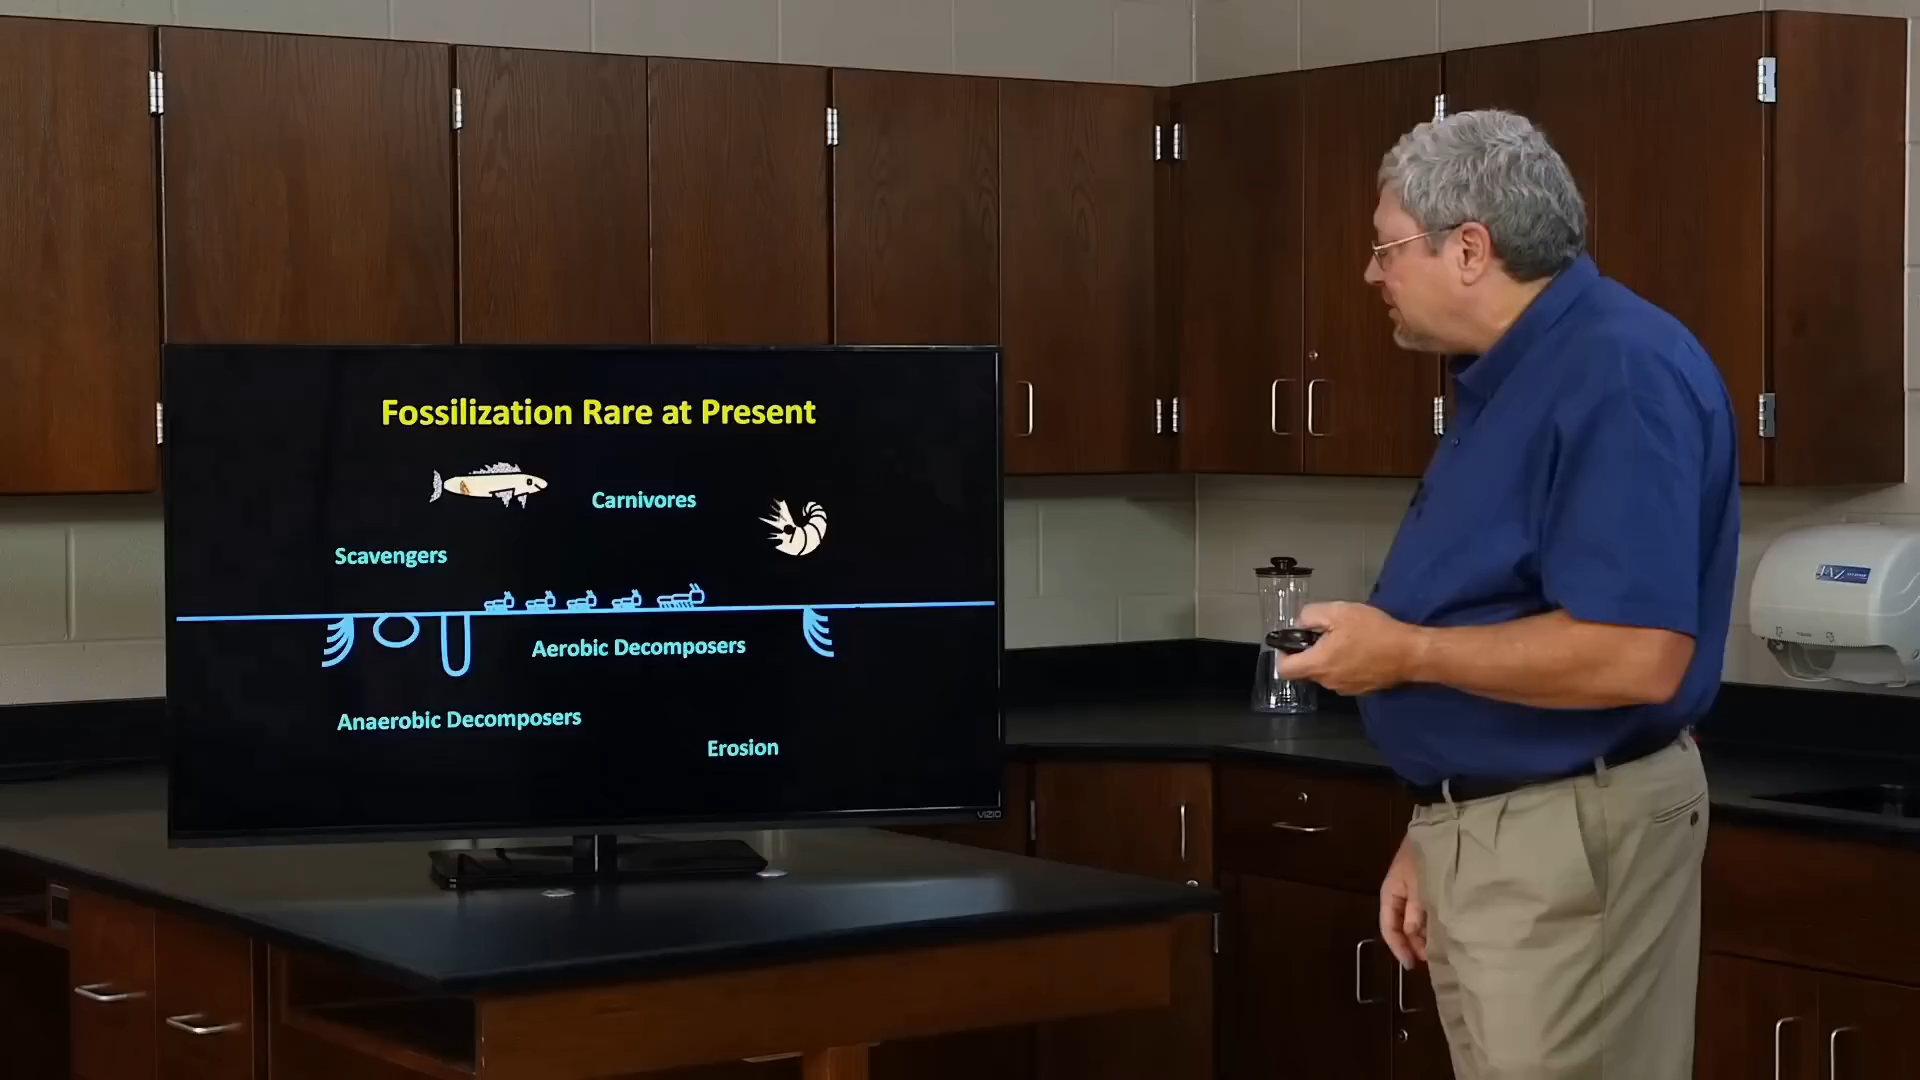 Fossilization Rare at Present
Carnivores
Scavengers
Aerobic Decomposers
Anaerobic Decomposers
Erosion
VIZIO